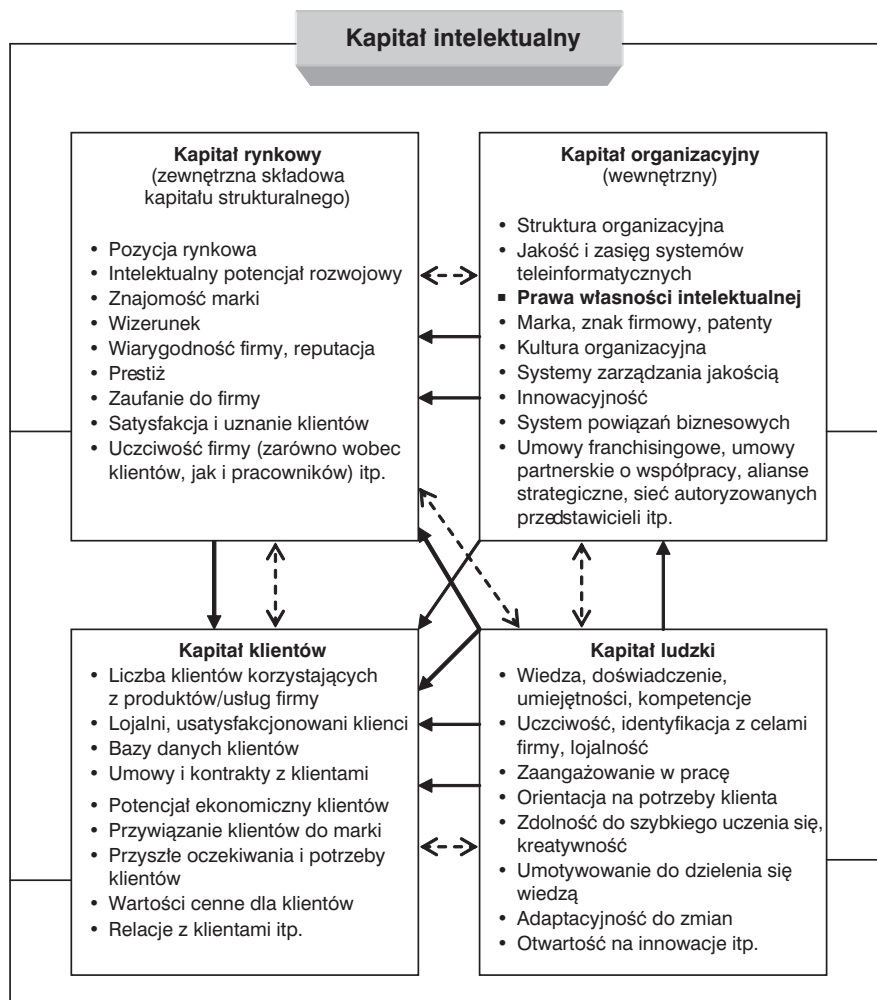 Kapitał intelektualny
Kapitał rynkowy
(zewnętrzna składowa
kapitału strukturalnego)
• Pozycja rynkowa
• Intelektualny potencjał rozwojowy
• Znajomość marki
• Wizerunek
• Wiarygodność firmy, reputacja
• Prestiż
• Zaufanie do firmy
• Satysfakcja i uznanie klientów
• Uczciwość firmy (zarówno wobec
klientów, jak i pracowników) itp.
Kapitał organizacyjny
(wewnętrzny)
• Struktura organizacyjna
• Jakość i zasięg systemów
teleinformatycznych
▪ Prawa własności intelektualnej
• Marka, znak firmowy, patenty
• Kultura organizacyjna
• Systemy zarządzania jakością
• Innowacyjność
• System powiązań biznesowych
• Umowy franchisingowe, umowy
partnerskie o współpracy, alianse
strategiczne, sieć autoryzowanych
przedstawicieli itp.
Kapitał klientów
• Liczba klientów korzystających
z produktów/usług firmy
• Lojalni, usatysfakcjonowani klienci
• Bazy danych klientów
• Umowy i kontrakty z klientami
• Potencjał ekonomiczny klientów
• Przywiązanie klientów do marki
• Przyszłe oczekiwania i potrzeby
klientów
• Wartości cenne dla klientów
• Relacje z klientami itp.
Kapitał ludzki
• Wiedza, doświadczenie,
umiejętności, kompetencje
• Uczciwość, identyfikacja z celami
firmy, lojalność
• Zaangażowanie w pracę
• Orientacja na potrzeby klienta
• Zdolność do szybkiego uczenia się,
kreatywność
• Umotywowanie do dzielenia się
wiedzą
• Adaptacyjność do zmian
• Otwartość na innowacje itp.